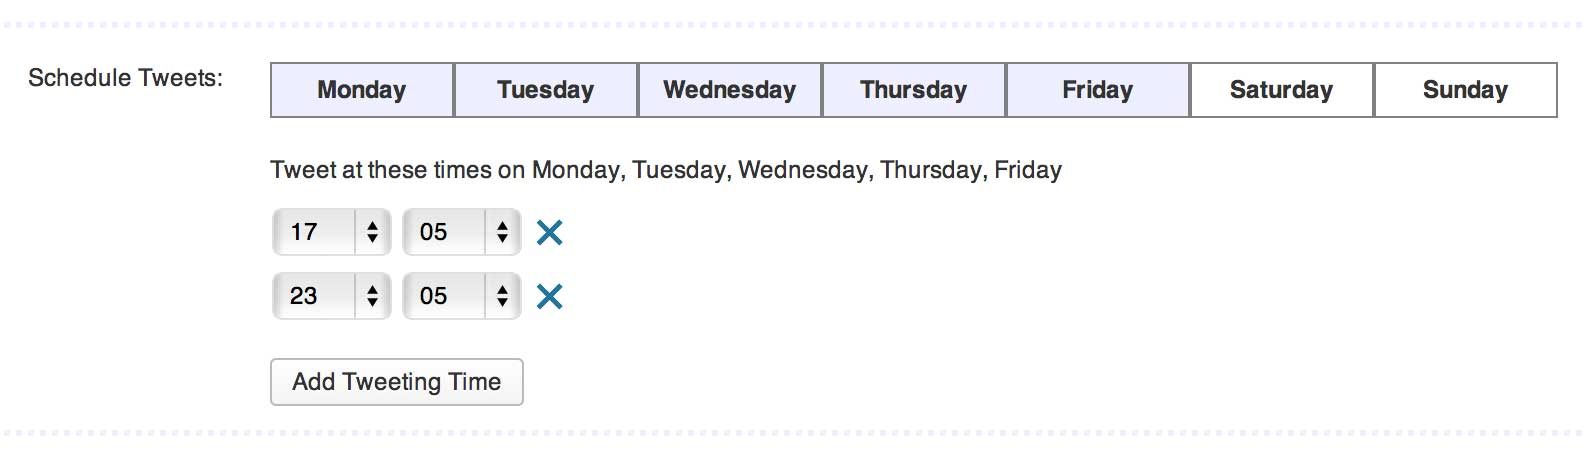 Schedule Tweets: Monday Tuesday Wednesday Thursday Friday Saturday Sunday
Tweet at these times on Monday, Tuesday, Wednesday, Thursday, Friday
17 05
23 05
Add Tweeting Time